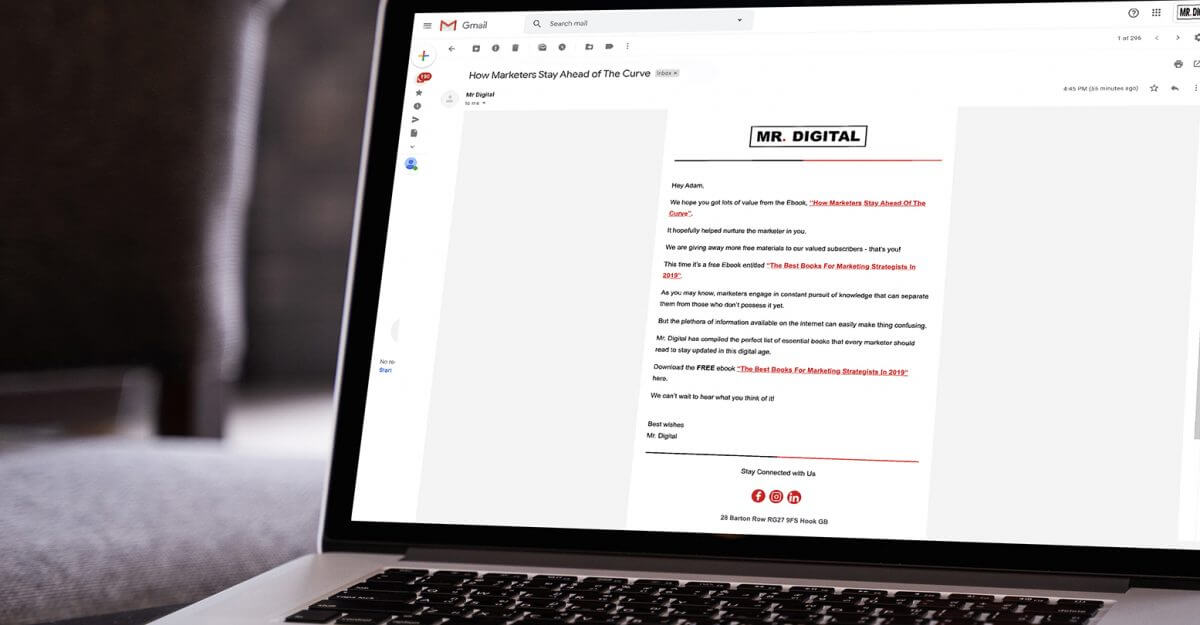 Gmail
Search mail
MR. DI
1 of 296
190
How Marketers Stay Ahead of The Curve Inbox x
Mr Digital
to me
4:45 PM (55 minutes ago)
MR. DIGITAL
Hey Adam,
We hope you got lots of value from the Ebook, "How Marketers Stay Ahead Of The
Curve".
It hopefully helped nurture the marketer in you.
We are giving away more free materials to our valued subscribers - that's you!
This time it's a free Ebook entitled "The Best Books For Marketing Strategists In
2019".
As you may know, marketers engage in constant pursuit of knowledge that can separate
them from those who don't possess it yet.
But the plethora of information available on the internet can easily make thing confusing.
Mr. Digital has compiled the perfect list of essential books that every marketer should
read to stay updated in this digital age.
No re
Start
Download the FREE ebook "The Best Books For Marketing Strategists In 2019"
here.
We can't wait to hear what you think of it!
Best wishes
Mr. Digital
Stay Connected with Us
28 Barton Row RG27 9FS Hook GB
delete